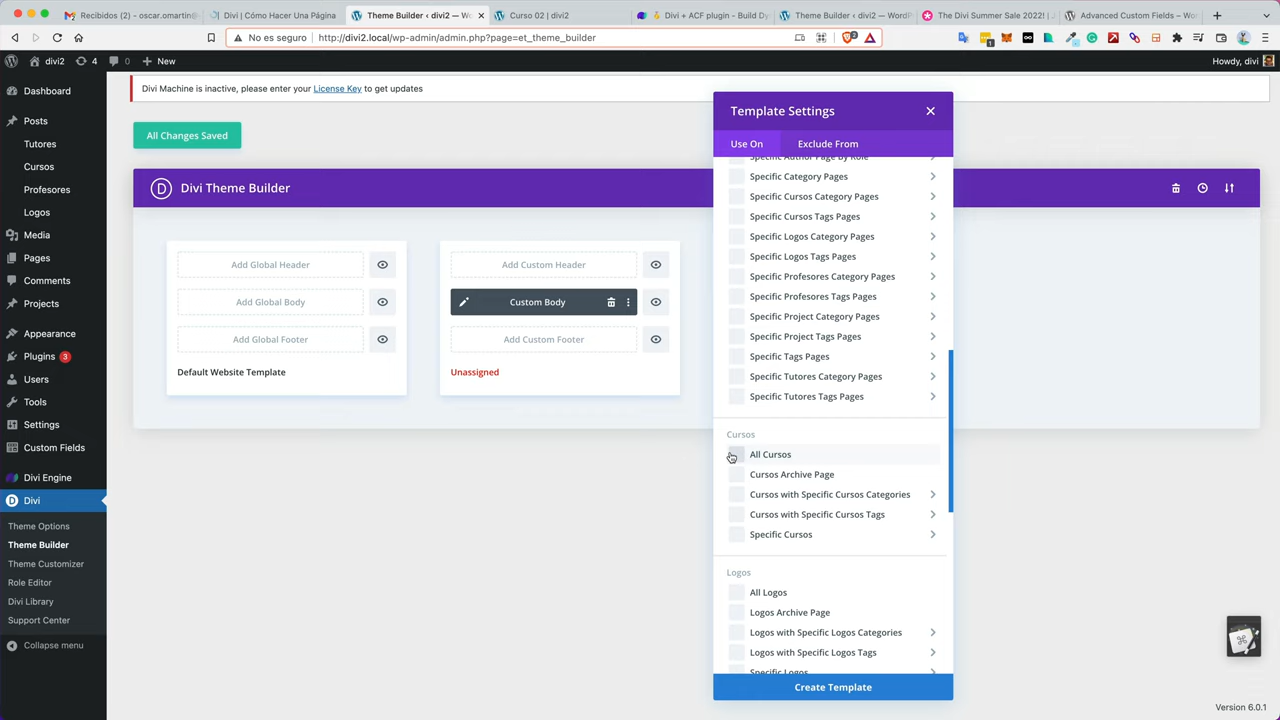 Recibidos (2) - oscar.omartin@
Divi | Cómo Hacer Una Página
Theme Builder ‹ divi2 — Wo
Curso 02 | divi2
Divi + ACF plugin - Build Dy
Theme Builder ‹ divi2 — WordP
The Divi Summer Sale 2022! | J
Advanced Custom Fields – Wor
No es seguro
http://divi2.local/wp-admin/admin.php?page=et_theme_builder
divi2
4
0
New
Howdy, divi
Dashboard
Posts
Tutores
Cursos
Profesores
Logos
Media
Pages
Comments
Projects
Appearance
Plugins 3
Users
Tools
Settings
Custom Fields
Divi Engine
Divi
Theme Options
Theme Builder
Theme Customizer
Role Editor
Divi Library
Support Center
Collapse menu
Divi Machine is inactive, please enter your License Key to get updates
All Changes Saved
Divi Theme Builder
Add Global Header
Add Global Body
Add Global Footer
Default Website Template
Add Custom Header
Custom Body
Add Custom Footer
Unassigned
Template Settings
Use On
Exclude From
Specific Author Page by Role
Specific Category Pages
Specific Cursos Category Pages
Specific Cursos Tags Pages
Specific Logos Category Pages
Specific Logos Tags Pages
Specific Profesores Category Pages
Specific Profesores Tags Pages
Specific Project Category Pages
Specific Project Tags Pages
Specific Tags Pages
Specific Tutores Category Pages
Specific Tutores Tags Pages
Cursos
All Cursos
Cursos Archive Page
Cursos with Specific Cursos Categories
Cursos with Specific Cursos Tags
Specific Cursos
Logos
All Logos
Logos Archive Page
Logos with Specific Logos Categories
Logos with Specific Logos Tags
Specific Logos
Create Template
Version 6.0.1